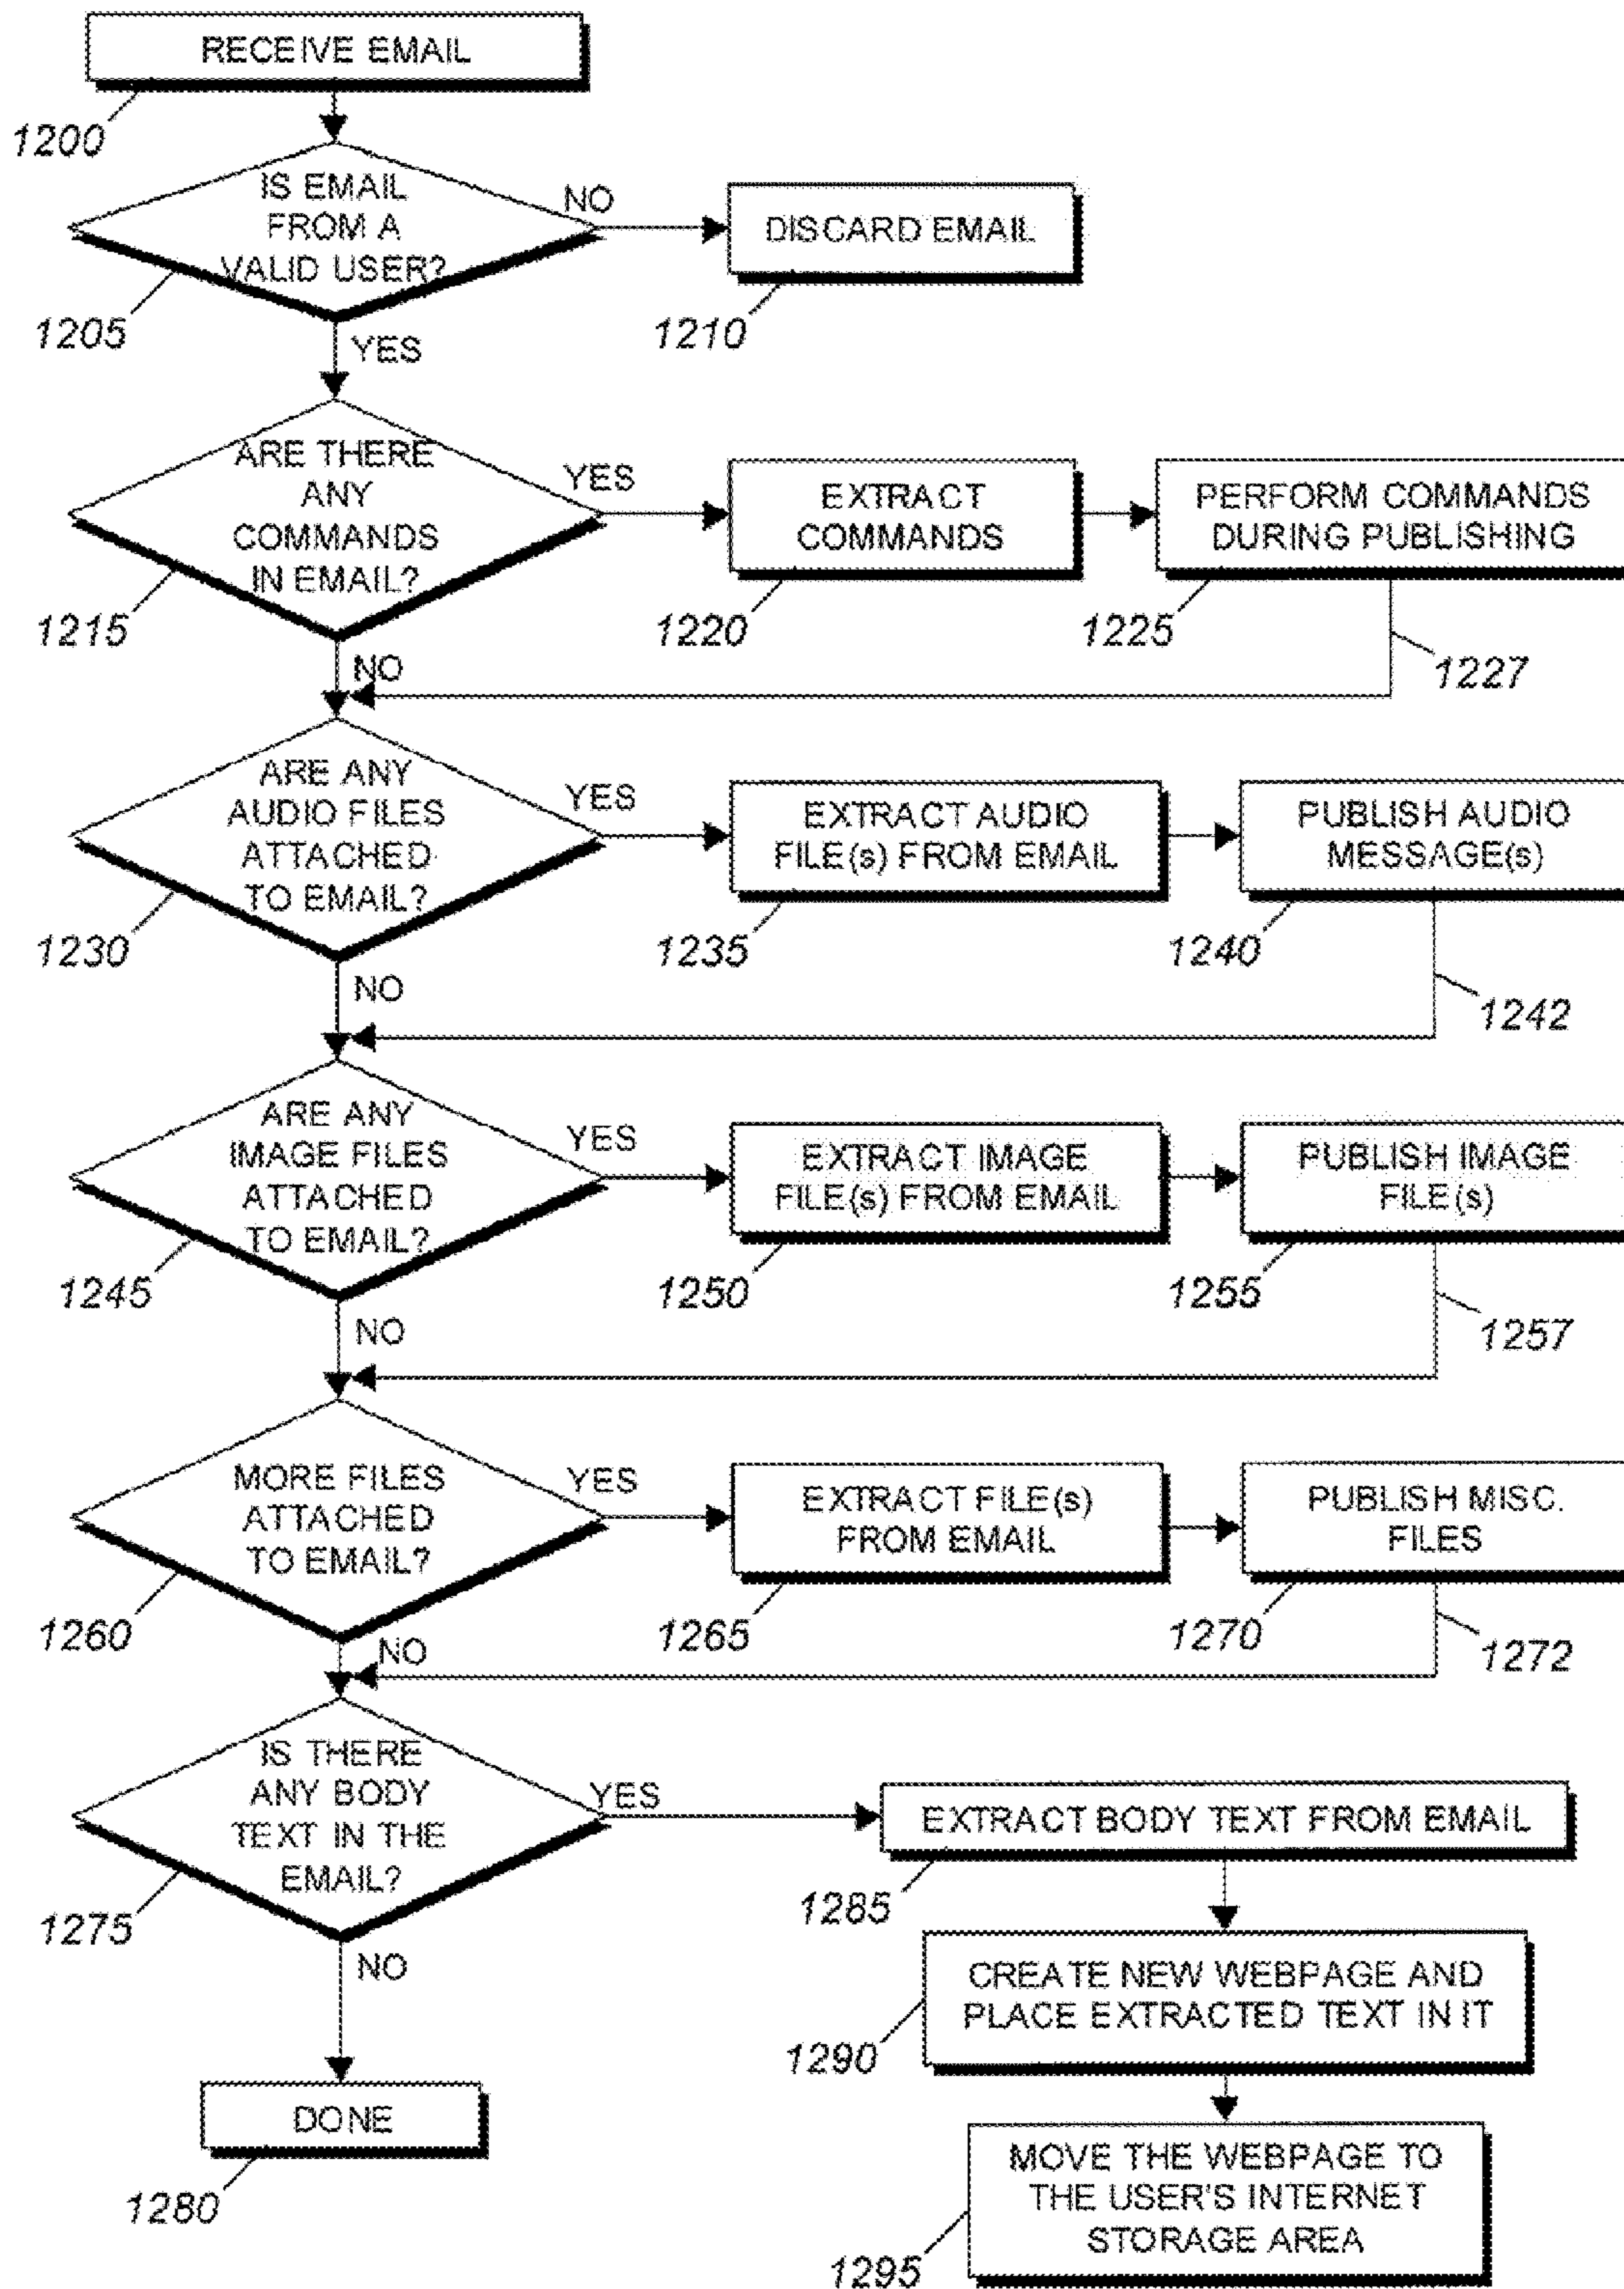 RECEIVE EMAIL
1200
IS EMAIL
FROM A
VALID USER?
NO
DISCARD EMAIL
1205
1210
YES
ARE THERE
ANY
COMMANDS
IN EMAIL?
YES
EXTRACT
COMMANDS
PERFORM COMMANDS
DURING PUBLISHING
1215
1220
1225
1227
NO
ARE ANY
AUDIO FILES
ATTACHED
TO EMAIL?
YES
EXTRACT AUDIO
FILE(s) FROM EMAIL
PUBLISH AUDIO
MESSAGE(s)
1230
1235
1240
1242
NO
ARE ANY
IMAGE FILES
ATTACHED
TO EMAIL?
YES
EXTRACT IMAGE
FILE(s) FROM EMAIL
PUBLISH IMAGE
FILE(s)
1245
1250
1255
1257
NO
MORE FILES
ATTACHED
TO EMAIL?
YES
EXTRACT FILE(s)
FROM EMAIL
PUBLISH MISC.
FILES
1260
1265
1270
1272
NO
IS THERE
ANY BODY
TEXT IN THE
EMAIL?
YES
EXTRACT BODY TEXT FROM EMAIL
1275
1285
NO
CREATE NEW WEBPAGE AND
PLACE EXTRACTED TEXT IN IT
1290
DONE
1280
MOVE THE WEBPAGE TO
THE USER'S INTERNET
STORAGE AREA
1295